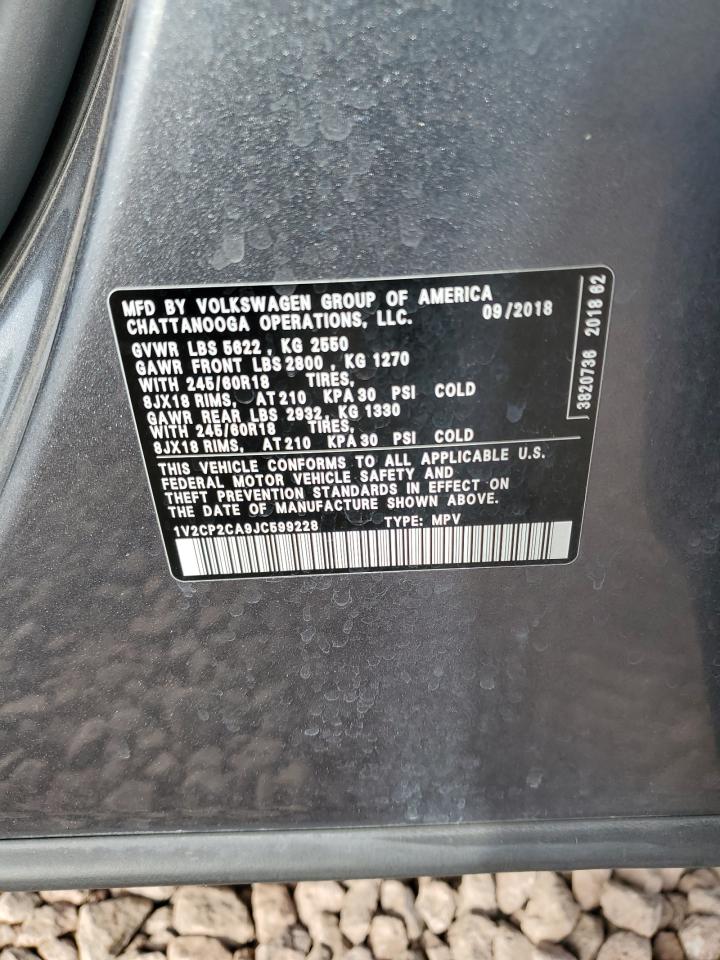 MFD BY VOLKSWAGEN GROUP OF AMERICA
CHATTANOOGA OPERATIONS, LLC. 09/2018
GVWR LBS 5622 , KG 2550
GAWR FRONT LBS 2800 , KG 1270
WITH 245/60R18 TIRES,
8JX18 RIMS, AT 210 KPA 30 PSI COLD
GAWR REAR LBS 2932, KG 1330
WITH 245/60R18 TIRES,
8JX18 RIMS, AT 210 KPA 30 PSI COLD
THIS VEHICLE CONFORMS TO ALL APPLICABLE U.S.
FEDERAL MOTOR VEHICLE SAFETY AND
THEFT PREVENTION STANDARDS IN EFFECT ON
THE DATE OF MANUFACTURE SHOWN ABOVE.
1V2CP2CA9JC599228 TYPE: MPV
3820736 2018 62